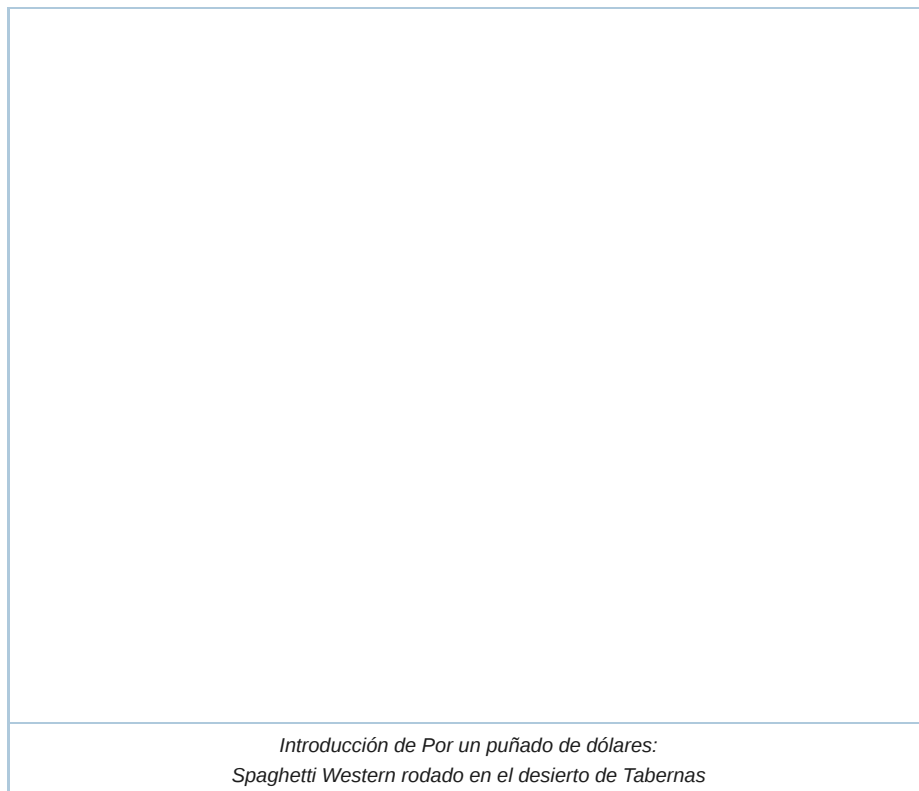 Introducción de Por un puñado de dólares:
Spaghetti Western rodado en el desierto de Tabernas